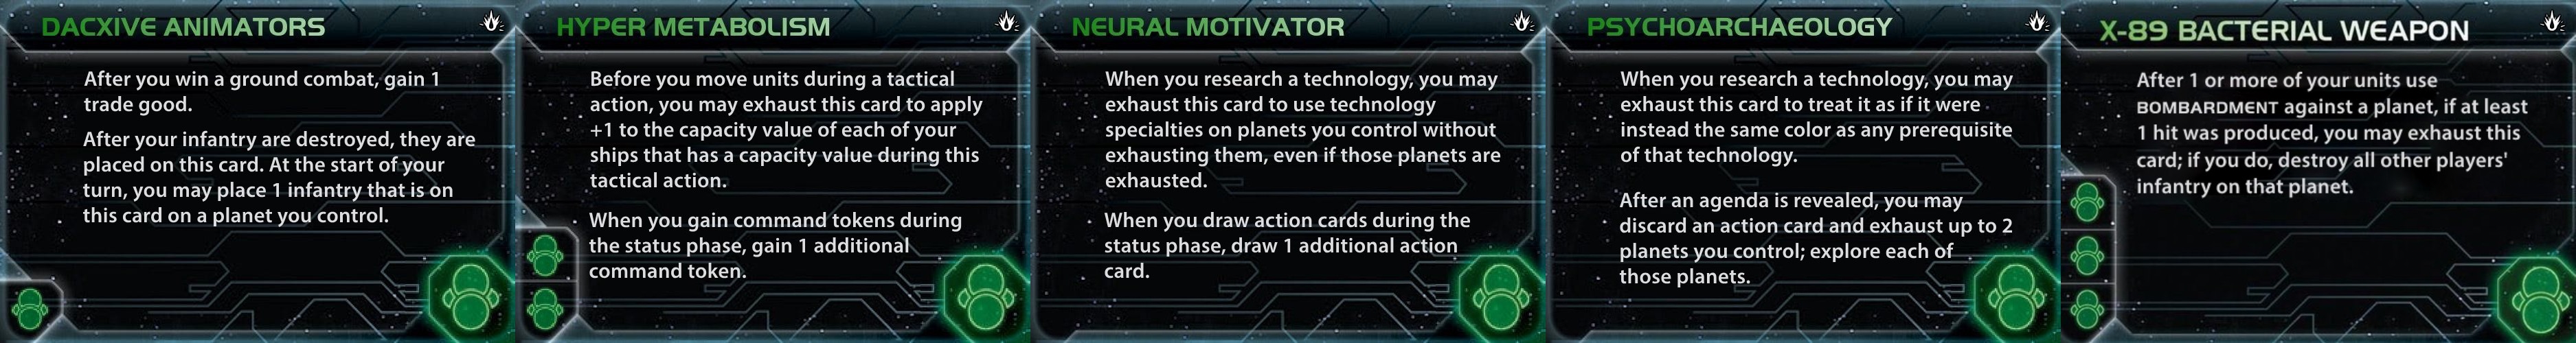 DACXIVE ANIMATORS
After you win a ground combat, gain 1
trade good.
After your infantry are destroyed, they are
placed on this card. At the start of your
turn, you may place 1 infantry that is on
this card on a planet you control.
HYPER METABOLISM
Before you move units during a tactical
action, you may exhaust this card to apply
+1 to the capacity value of each of your
ships that has a capacity value during this
tactical action.
When you gain command tokens during
the status phase, gain 1 additional
command token.
NEURAL MOTIVATOR
When you research a technology, you may
exhaust this card to use technology
specialties on planets you control without
exhausting them, even if those planets are
exhausted.
When you draw action cards during the
status phase, draw 1 additional action
card.
PSYCHOARCHAEOLOGY
When you research a technology, you may
exhaust this card to treat it as if it were
instead the same color as any prerequisite
of that technology.
After an agenda is revealed, you may
discard an action card and exhaust up to 2
planets you control; explore each of
those planets.
X-89 BACTERIAL WEAPON
After 1 or more of your units use
BOMBARDMENT against a planet, if at least
1 hit was produced, you may exhaust this
card; if you do, destroy all other players'
infantry on that planet.